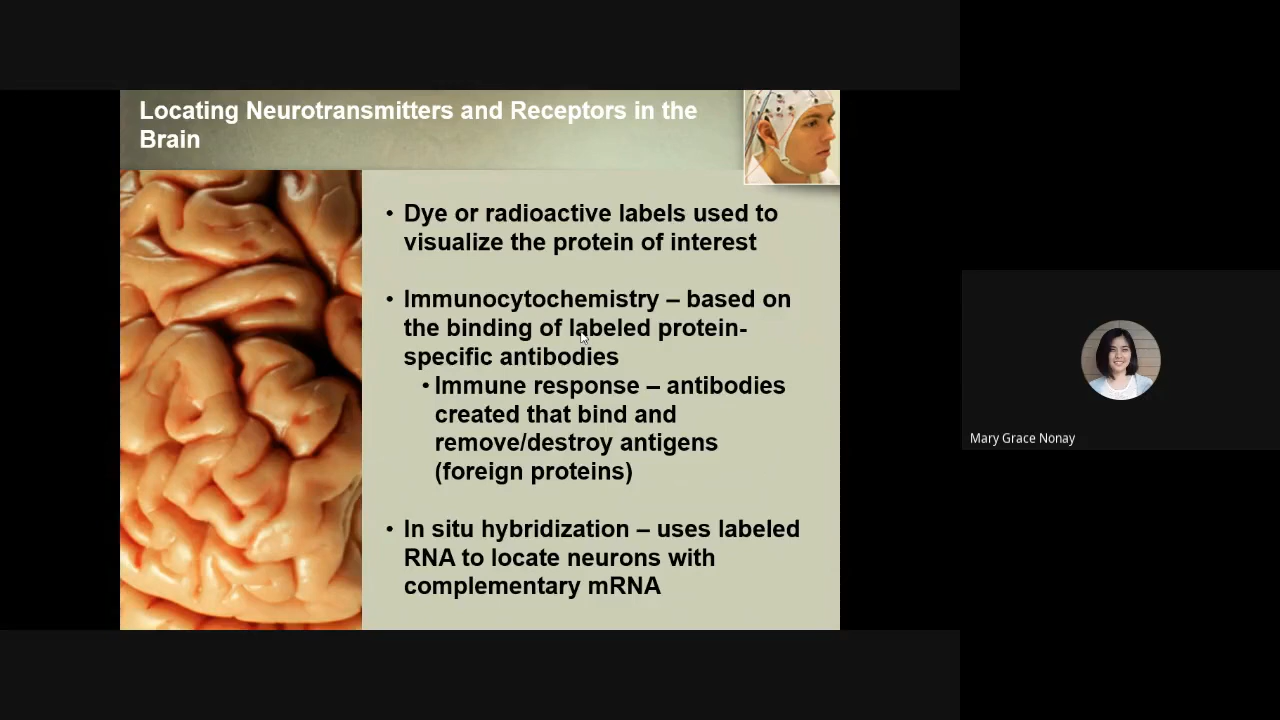 Locating Neurotransmitters and Receptors in the
Brain
• Dye or radioactive labels used to
visualize the protein of interest
• Immunocytochemistry – based on
the binding of labeled protein-
specific antibodies
• Immune response – antibodies
created that bind and
remove/destroy antigens
(foreign proteins)
• In situ hybridization – uses labeled
RNA to locate neurons with
complementary mRNA
Mary Grace Nonay